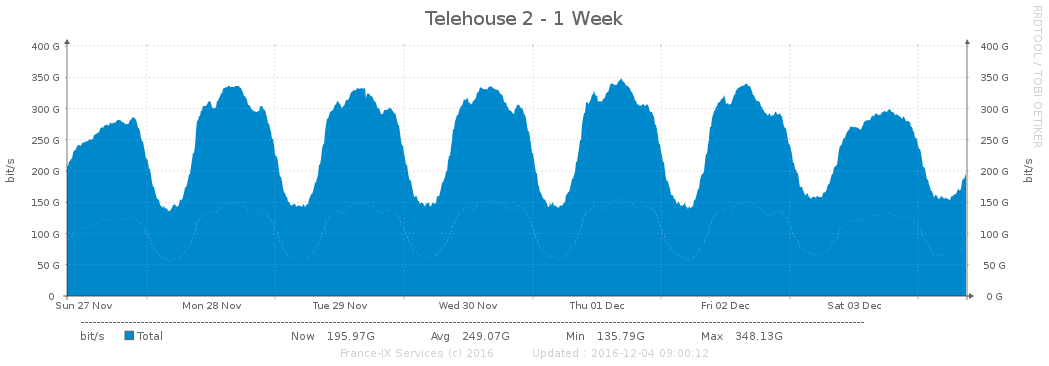 Telehouse 2 - 1 Week
RRDTOOL / TOBI OETIKER
400 G 400 G
350 G 350 G
300 G 300 G
250 G 250 G
200 G 200 G
150 G 150 G
100 G 100 G
50 G 50 G
0 0 G
bit/s bit/s
Sun 27 Nov Mon 28 Nov Tue 29 Nov Wed 30 Nov Thu 01 Dec Fri 02 Dec Sat 03 Dec
bit/s Total Now 195.97G Avg 249.07G Min 135.79G Max 348.13G
France-IX Services (c) 2016 Updated : 2016-12-04 09:00:12